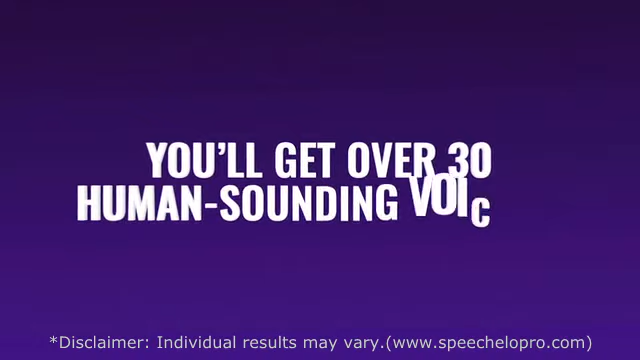 YOU'LL GET OVER 30
HUMAN-SOUNDING VOIC
*Disclaimer: Individual results may vary.(www.speechelopro.com)